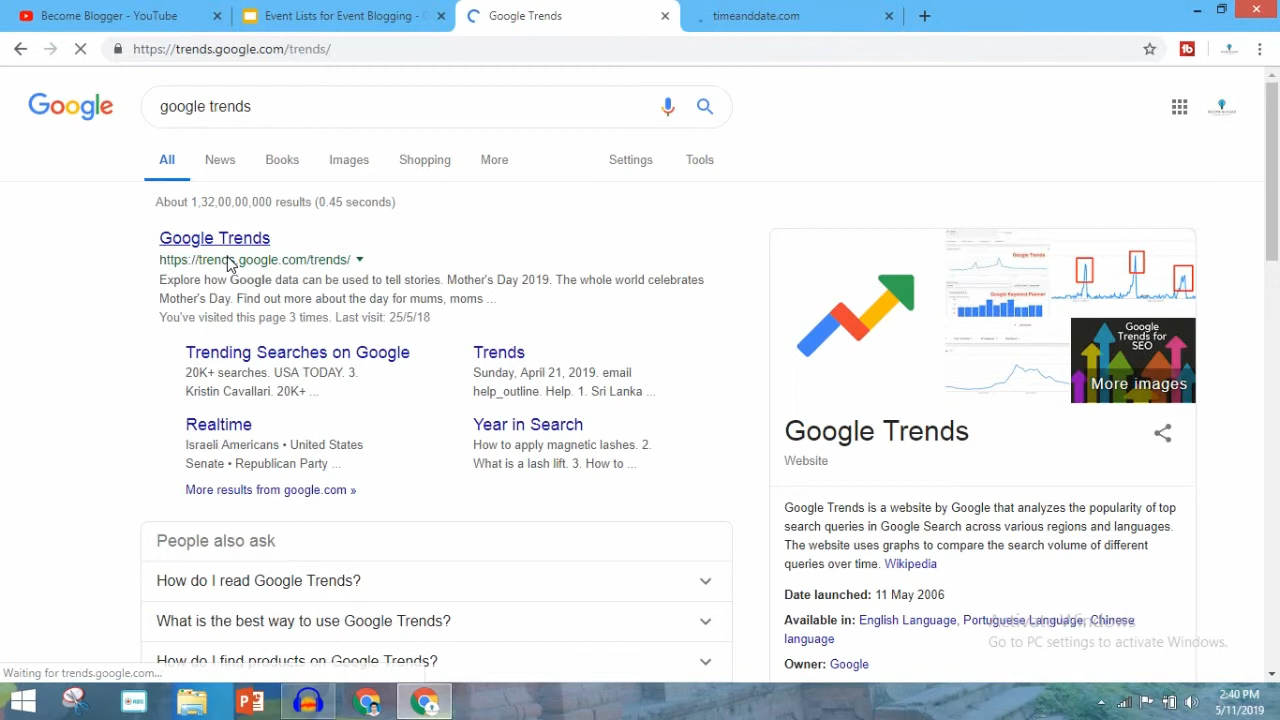 Become Blogger - YouTube
Event Lists for Event Blogging -
Google Trends
timeanddate.com
https://trends.google.com/trends/
Google
google trends
All
News
Books
Images
Shopping
More
Settings
Tools
About 1,32,00,00,000 results (0.45 seconds)
Google Trends
https://trends.google.com/trends/
Explore how Google data can be used to tell stories. Mother's Day 2019. The whole world celebrates
Mother's Day. Find out about the day for mums, moms ...
You've visited this page Last visit: 25/5/18
Trending Searches on Google
20K+ searches. USA TODAY. 3.
Kristin Cavallari. 20K+ ...
Trends
Sunday, April 21, 2019. email
help_outline. Help. 1. Sri Lanka ...
Realtime
Israeli Americans • United States
Senate • Republican Party ...
Year in Search
How to apply magnetic lashes. 2.
What is a lash lift. 3. How to ...
More results from google.com »
People also ask
How do I read Google Trends?
What is the best way to use Google Trends?
How do I find products on Google Trends?
Google Trends
Google Keyword Planner
Google Trends
Google
Trends for
SEO
More images
Google Trends
Website
Google Trends is a website by Google that analyzes the popularity of top
search queries in Google Search across various regions and languages.
The website uses graphs to compare the search volume of different
queries over time. Wikipedia
Date launched: 11 May 2006
Available in: English Language, Portuguese Language, Chinese
language
Owner: Google
Activate Windows
Go to PC settings to activate Windows.
Waiting for trends.google.com...
2:40 PM
5/11/2019